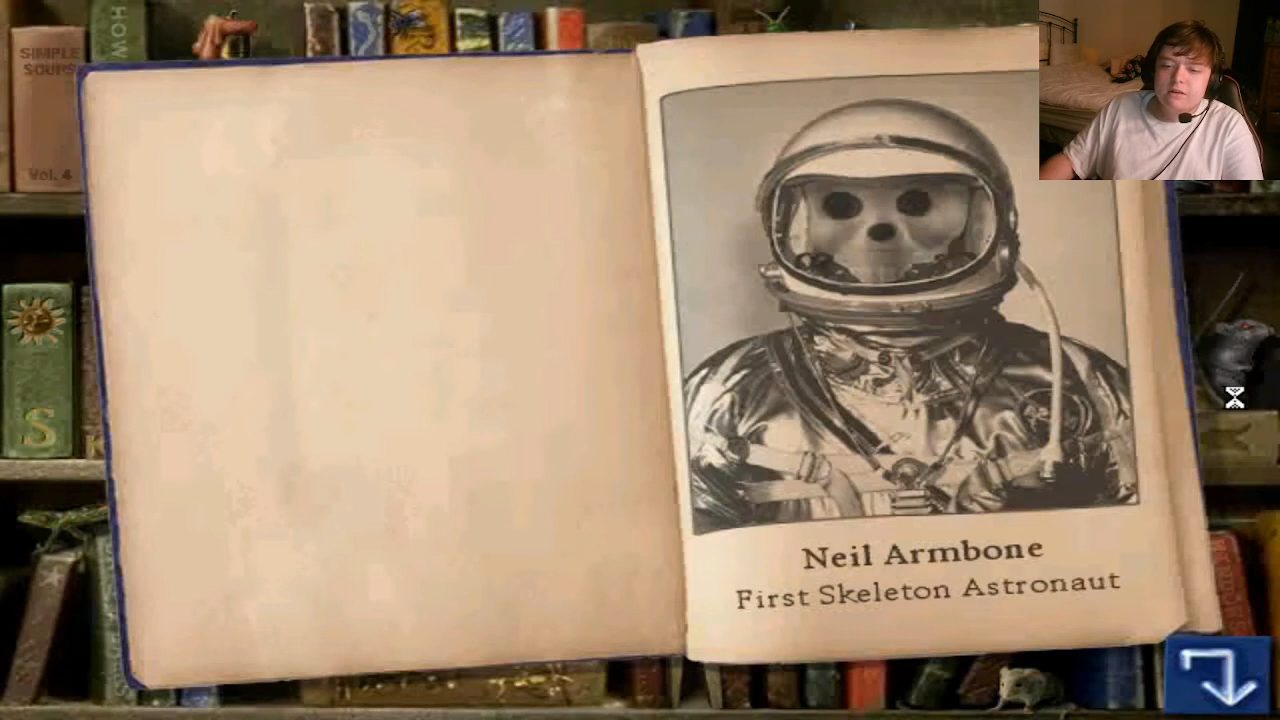 SIMPLE
SOUPS
Vol. 4
HOW
S
Neil Armbone
First Skeleton Astronaut